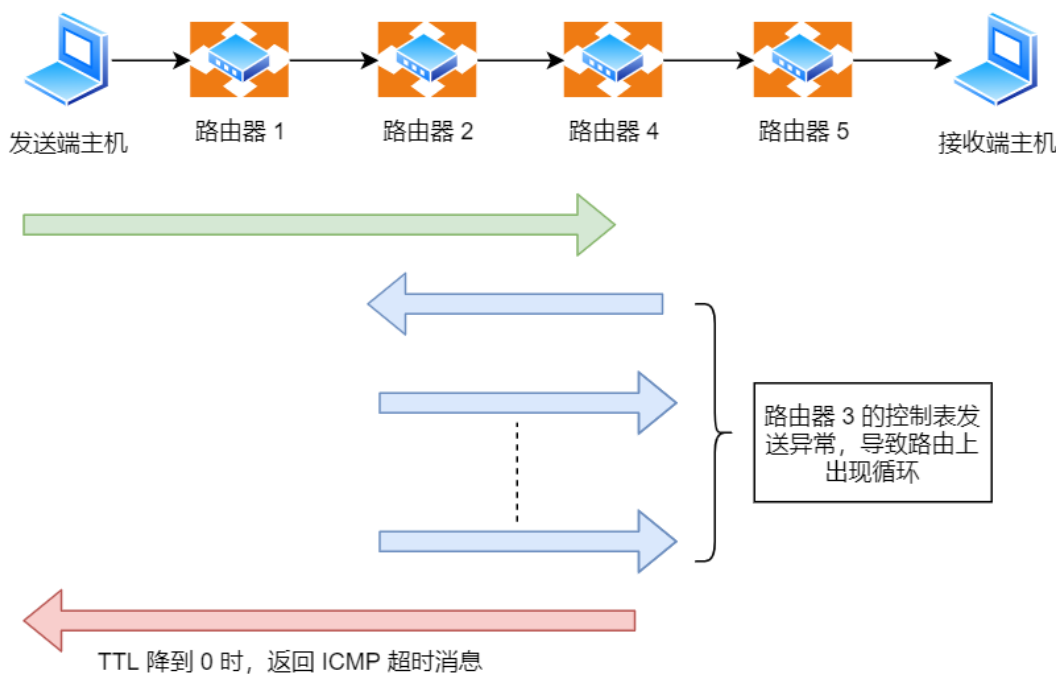 发送端主机
路由器 1
路由器 2
路由器 4
路由器 5
接收端主机
路由器 3 的控制表发
送异常，导致路由上
出现循环
TTL 降到 0 时，返回 ICMP 超时消息